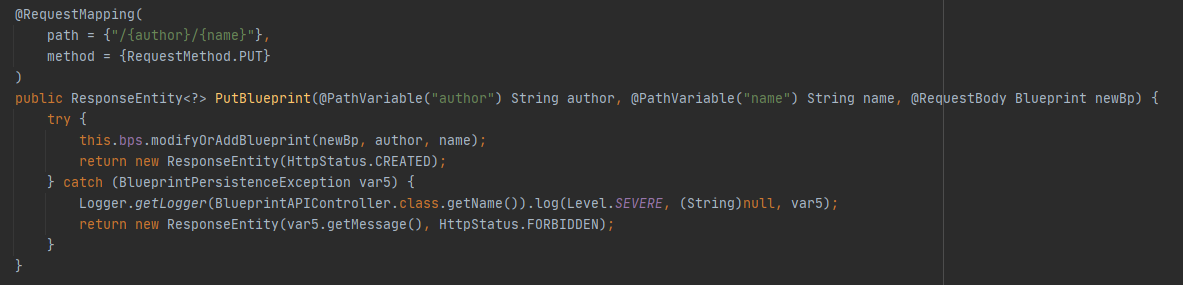 @RequestMapping(
    path = {"/{author}/{name}"},
    method = {RequestMethod.PUT}
)
public ResponseEntity<?> PutBlueprint(@PathVariable("author") String author, @PathVariable("name") String name, @RequestBody Blueprint newBp) {
    try {
        this.bps.modifyOrAddBlueprint(newBp, author, name);
        return new ResponseEntity(HttpStatus.CREATED);
    } catch (BlueprintPersistenceException var5) {
        Logger.getLogger(BlueprintAPIController.class.getName()).log(Level.SEVERE, (String)null, var5);
        return new ResponseEntity(var5.getMessage(), HttpStatus.FORBIDDEN);
    }
}